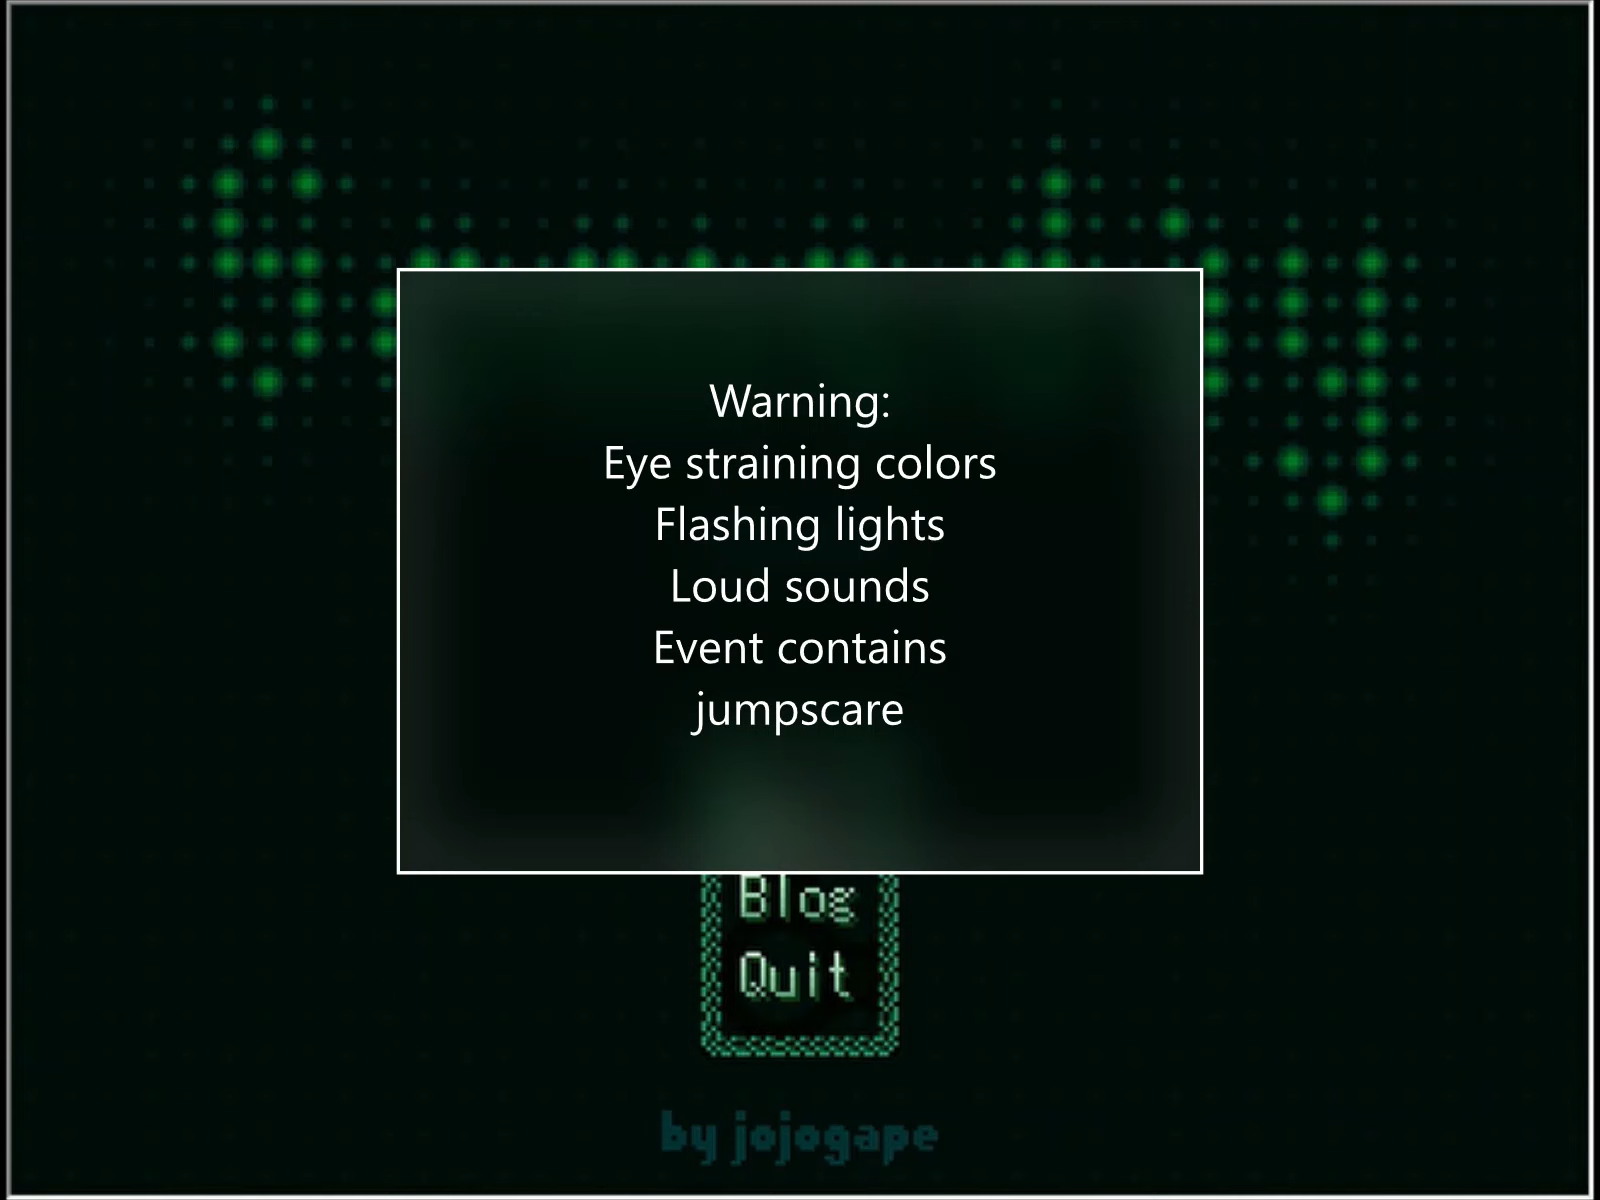 Warning:
Eye straining colors
Flashing lights
Loud sounds
Event contains
jumpscare
Blog
Quit
by jojogape